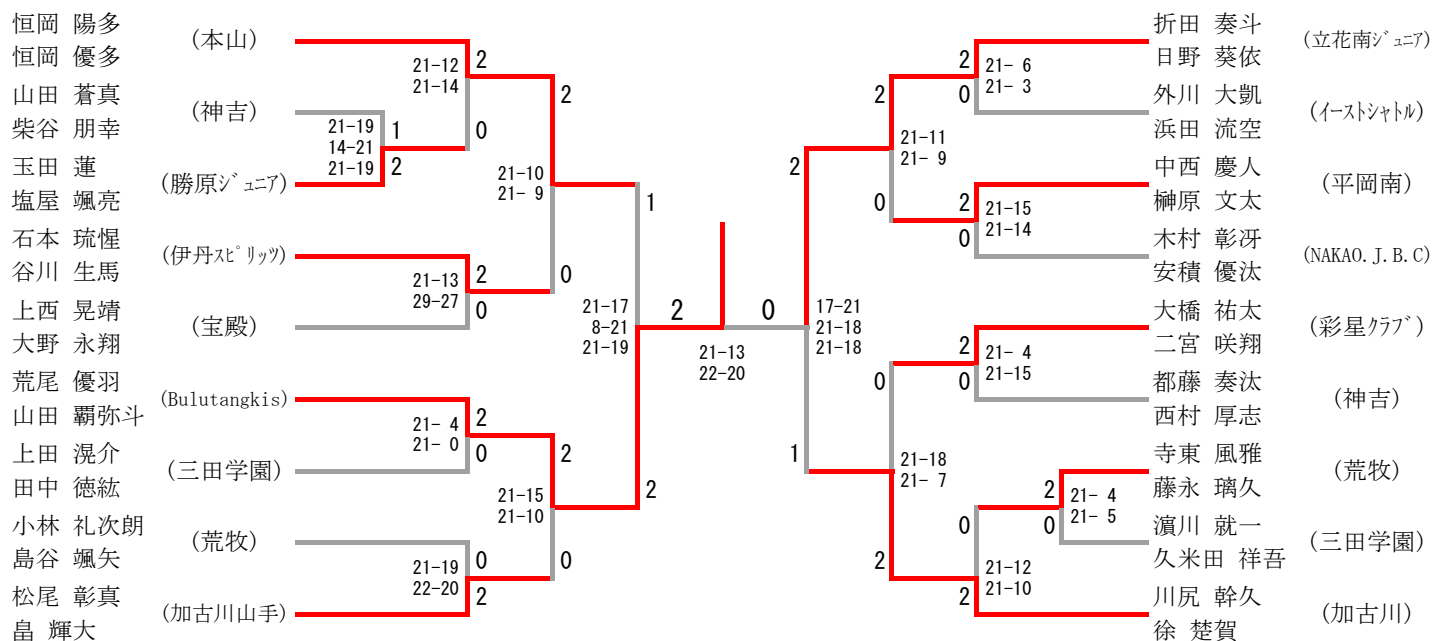 恒岡 陽多
恒岡 優多
(本山)
山田 蒼真
柴谷 朋幸
(神吉)
玉田 蓮
塩屋 颯亮
(勝原ジュニア)
石本 琉惺
谷川 生馬
(伊丹スピリッツ)
上西 晃靖
大野 永翔
(宝殿)
荒尾 優羽
山田 覇弥斗
(Bulutangkis)
上田 滉介
田中 徳紘
(三田学園)
小林 礼次朗
島谷 颯矢
(荒牧)
松尾 彰真
畠 輝大
(加古川山手)
21-12
21-14
2
0
21-19
14-21
21-19
1
2
21-10
21- 9
2
0
21-13
29-27
2
0
21-17
8-21
21-19
1
2
21- 4
21- 0
2
0
21-15
21-10
2
0
21-19
22-20
0
2
2
0
21-13
22-20
17-21
21-18
21-18
2
1
21-11
21- 9
2
0
21- 6
21- 3
2
0
21-15
21-14
2
0
21-18
21- 7
0
2
21- 4
21-15
2
0
21-12
21-10
0
2
21- 4
21- 5
2
0
折田 奏斗
日野 葵依
(立花南ジュニア)
外川 大凱
浜田 流空
(イーストシャトル)
中西 慶人
榊原 文太
(平岡南)
木村 彰冴
安積 優汰
(NAKAO.J.B.C)
大橋 祐太
二宮 咲翔
(彩星クラブ)
都藤 奏汰
西村 厚志
(神吉)
寺東 風雅
藤永 璃久
(荒牧)
濵川 就一
久米田 祥吾
(三田学園)
川尻 幹久
徐 楚賀
(加古川)